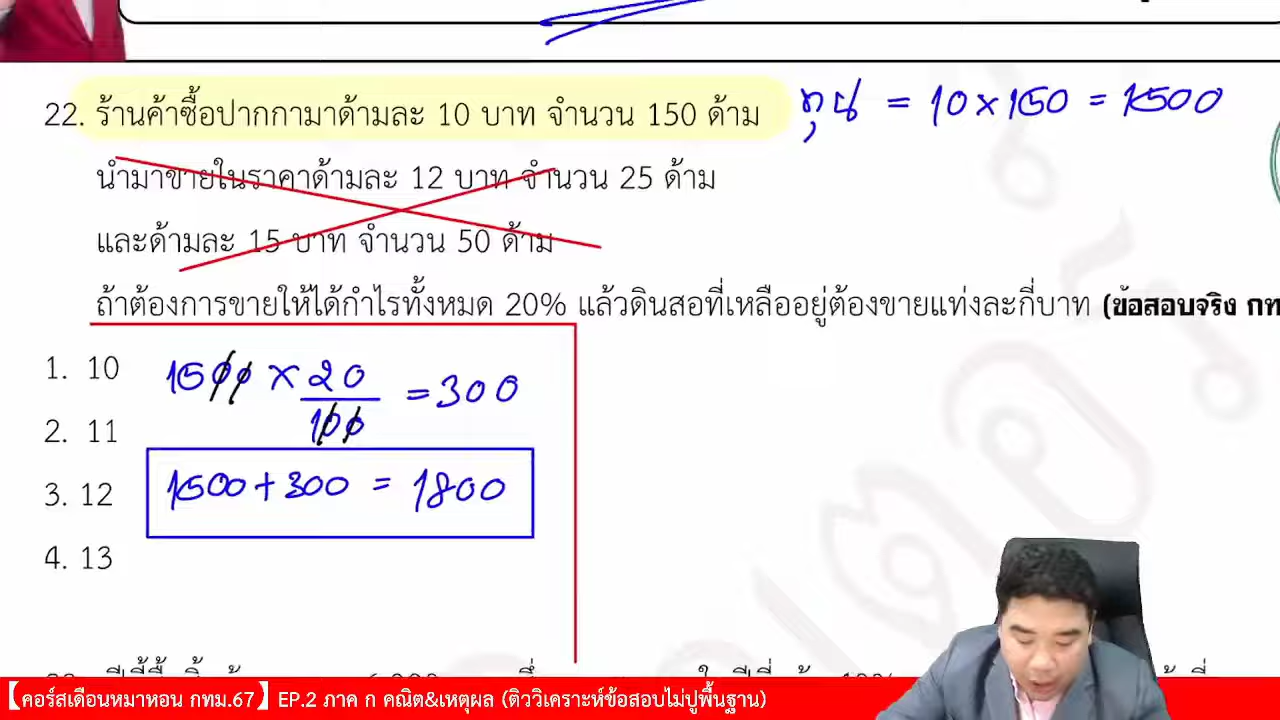 22. ร้านค้าซื้อปากกามาด้ามละ 10 บาท จำนวน 150 ด้าม ทุน = 10 × 150 = 1500
นำมาขายในราคาด้ามละ 12 บาท จำนวน 25 ด้าม
และด้ามละ 15 บาท จำนวน 50 ด้าม
ถ้าต้องการขายให้ได้กำไรทั้งหมด 20% แล้วดินสอที่เหลืออยู่ต้องขายแท่งละกี่บาท (ข้อสอบจริง กท
1. 10
1500 × 20/100 = 300
2. 11
3. 12
1500 + 300 = 1800
4. 13
【คอร์สเดือนหมาหอน กทม.67】 EP.2 ภาค ก คณิต&เหตุผล (ติววิเคราะห์ข้อสอบไม่ปูพื้นฐาน)